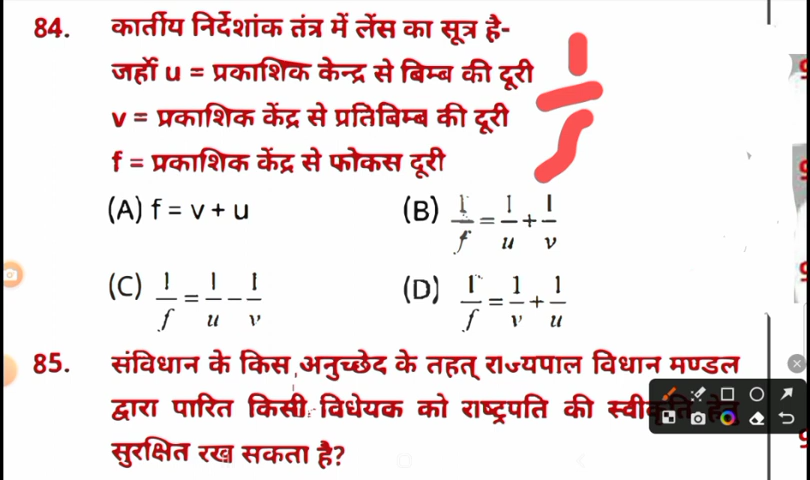 84. कार्तीय निर्देशांक तंत्र में लेंस का सूत्र है-
जहाँ u = प्रकाशिक केन्द्र से बिम्ब की दूरी
v = प्रकाशिक केंद्र से प्रतिबिम्ब की दूरी
f = प्रकाशिक केंद्र से फोकस दूरी
1/f
(A) f = v + u (B) 1/f = 1/u + 1/v
(C) 1/f = 1/u − 1/v (D) 1/f = 1/v + 1/u
85. संविधान के किस अनुच्छेद के तहत् राज्यपाल विधान मण्डल
द्वारा पारित किसी विधेयक को राष्ट्रपति की स्वीकृति हेतु
सुरक्षित रख सकता है?